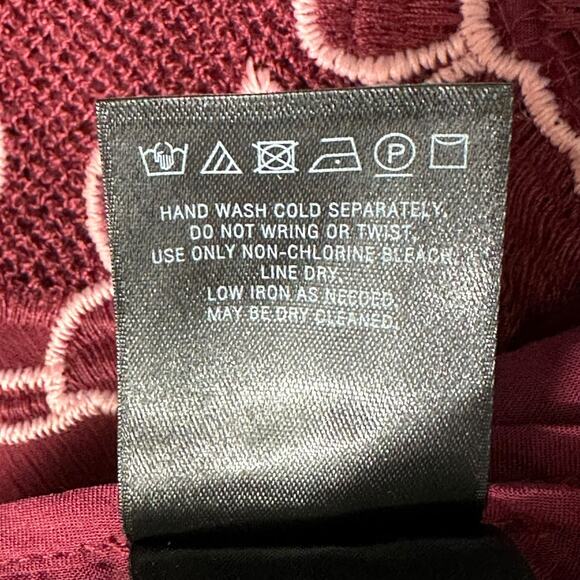 P
HAND WASH COLD SEPARATELY.
DO NOT WRING OR TWIST.
USE ONLY NON-CHLORINE BLEACH.
LINE DRY.
LOW IRON AS NEEDED.
MAY BE DRY CLEANED.